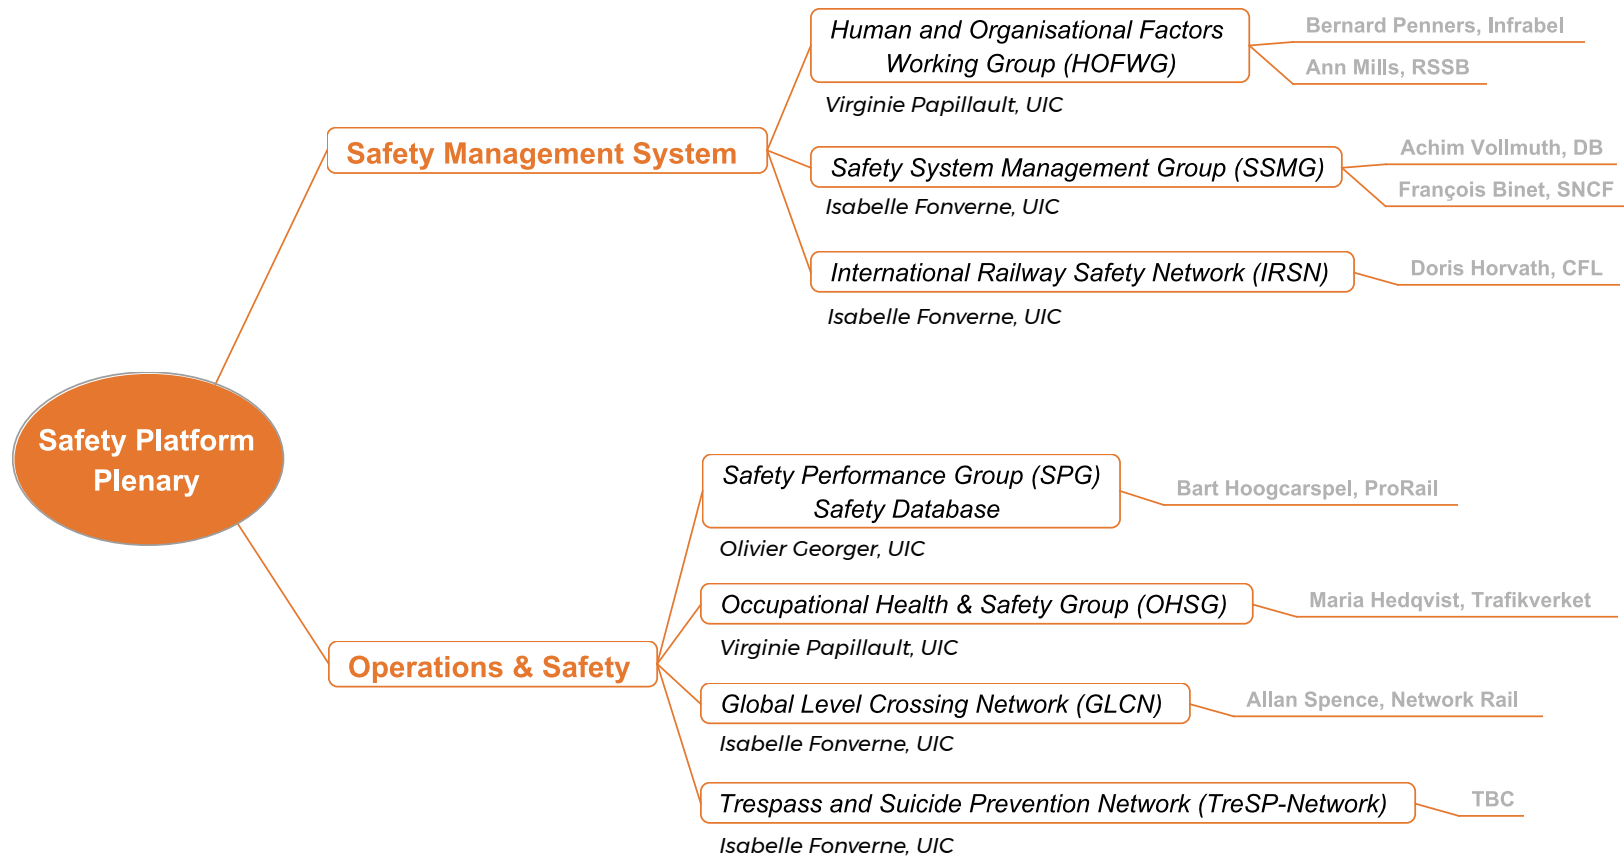 Safety Platform
Plenary
Safety Management System
Human and Organisational Factors
Working Group (HOFWG)
Virginie Papillault, UIC
Bernard Penners, Infrabel
Ann Mills, RSSB
Safety System Management Group (SSMG)
Isabelle Fonverne, UIC
Achim Vollmuth, DB
François Binet, SNCF
International Railway Safety Network (IRSN)
Isabelle Fonverne, UIC
Doris Horvath, CFL
Operations & Safety
Safety Performance Group (SPG)
Safety Database
Olivier Georger, UIC
Bart Hoogcarspel, ProRail
Occupational Health & Safety Group (OHSG)
Virginie Papillault, UIC
Maria Hedqvist, Trafikverket
Global Level Crossing Network (GLCN)
Isabelle Fonverne, UIC
Allan Spence, Network Rail
Trespass and Suicide Prevention Network (TreSP-Network)
Isabelle Fonverne, UIC
TBC